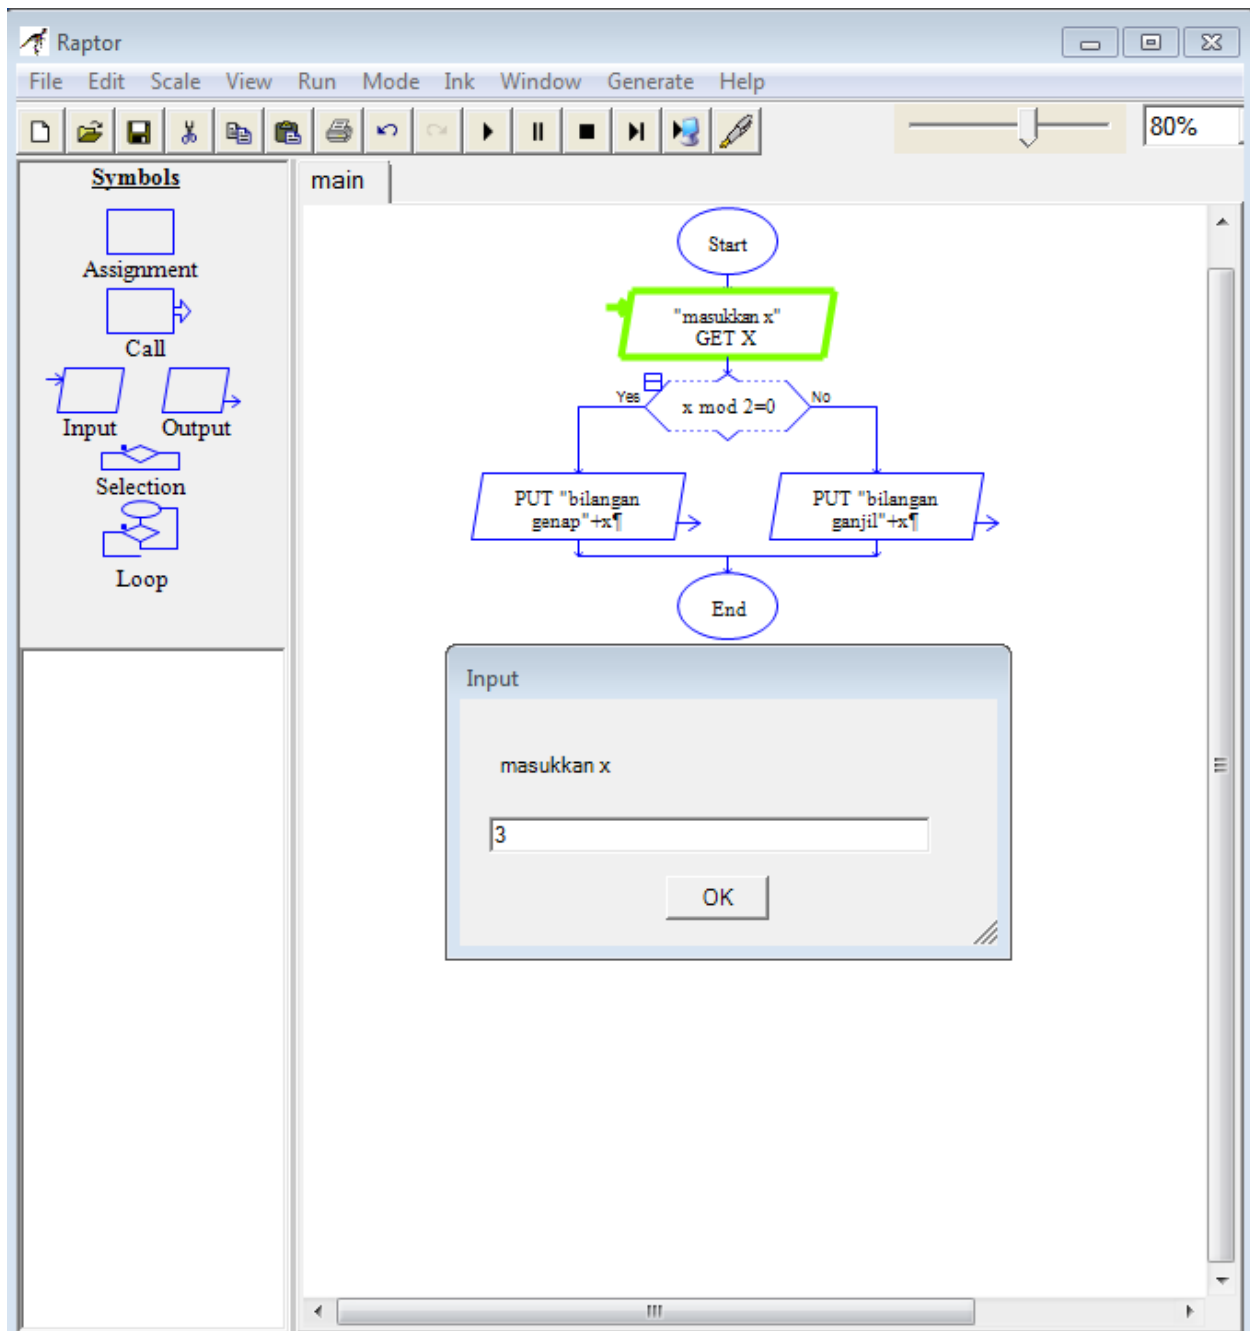 Raptor
File Edit Scale View Run Mode Ink Window Generate Help
80%
Symbols
Assignment
Call
Input Output
Selection
Loop
main
Start
"masukkan x"
GET X
Yes x mod 2=0 No
PUT "bilangan
genap"+x¶
PUT "bilangan
ganjil"+x¶
End
Input
masukkan x
3
OK